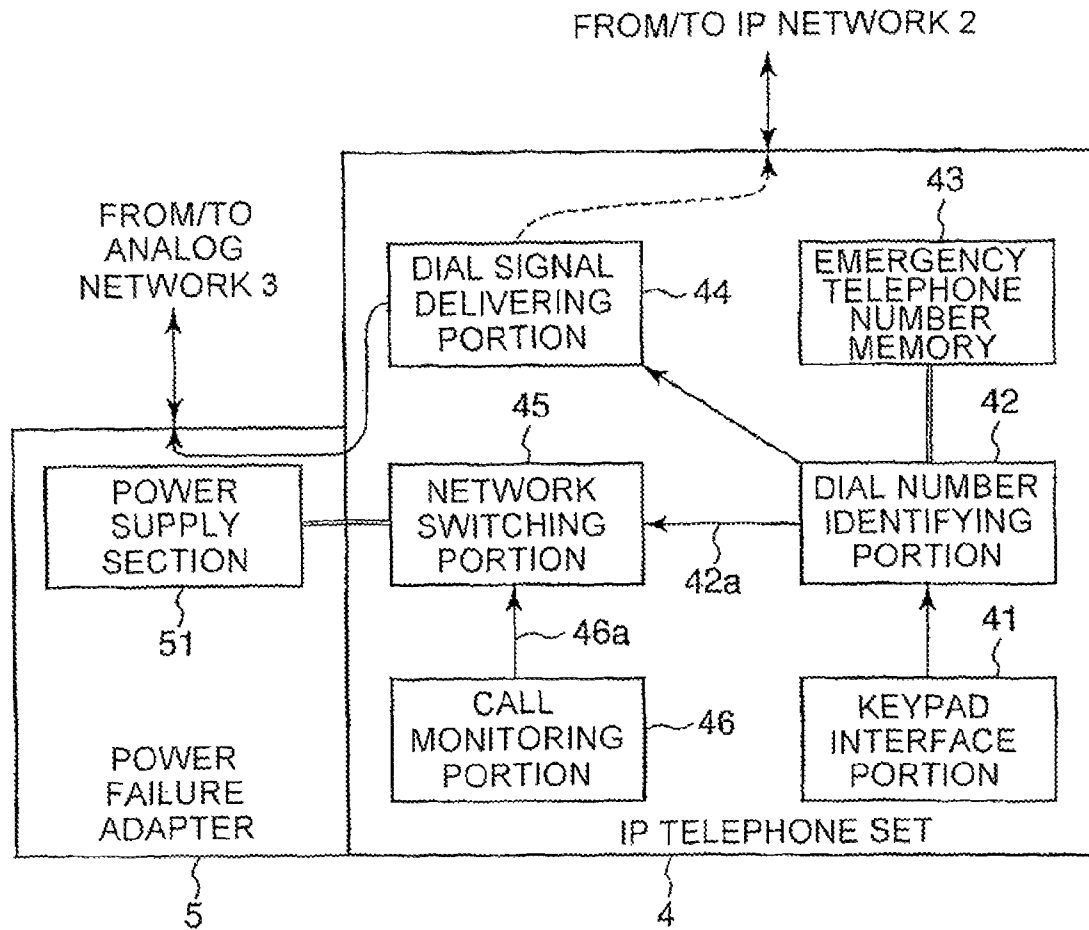 FROM/TO IP NETWORK 2
FROM/TO
ANALOG
NETWORK 3
DIAL SIGNAL
DELIVERING
PORTION
44
43
EMERGENCY
TELEPHONE
NUMBER
MEMORY
45
42
POWER
SUPPLY
SECTION
51
NETWORK
SWITCHING
PORTION
42a
DIAL NUMBER
IDENTIFYING
PORTION
46a
41
CALL
MONITORING
PORTION
46
KEYPAD
INTERFACE
PORTION
POWER
FAILURE
ADAPTER
IP TELEPHONE SET
5
4